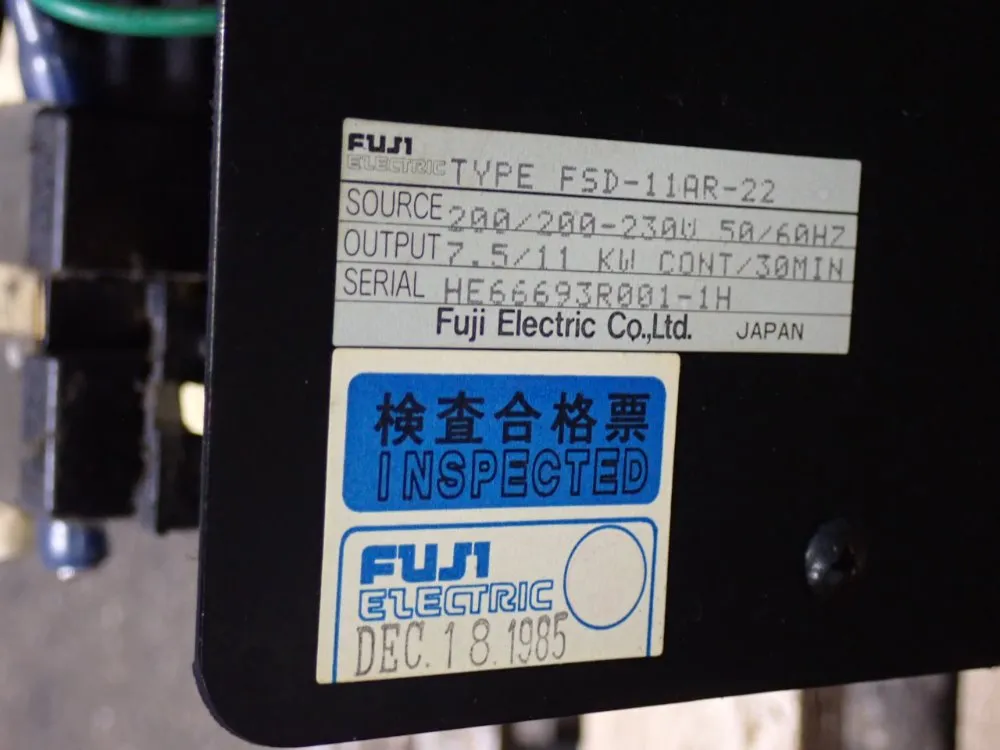 FUJI
ELECTRIC TYPE FSD-11AR-22
SOURCE 200/200-230V 50/60HZ
OUTPUT 7.5/11 KW CONT/30MIN
SERIAL HE66693R001-1H
Fuji Electric Co.,Ltd. JAPAN
検査合格票
INSPECTED
FUJI
ELECTRIC
DEC.18.1985